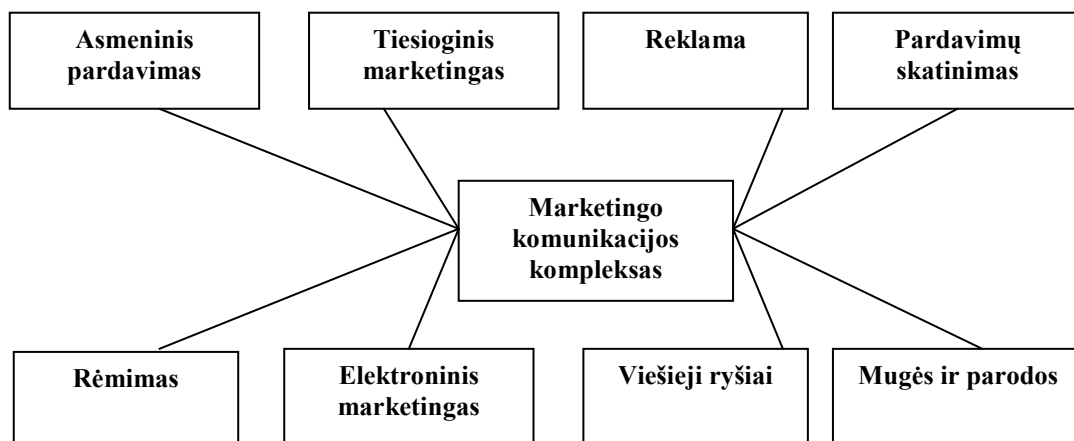 Asmeninis
pardavimas
Tiesioginis
marketingas
Reklama
Pardavimų
skatinimas
Marketingo
komunikacijos
kompleksas
Rėmimas
Elektroninis
marketingas
Viešieji ryšiai
Mugės ir parodos